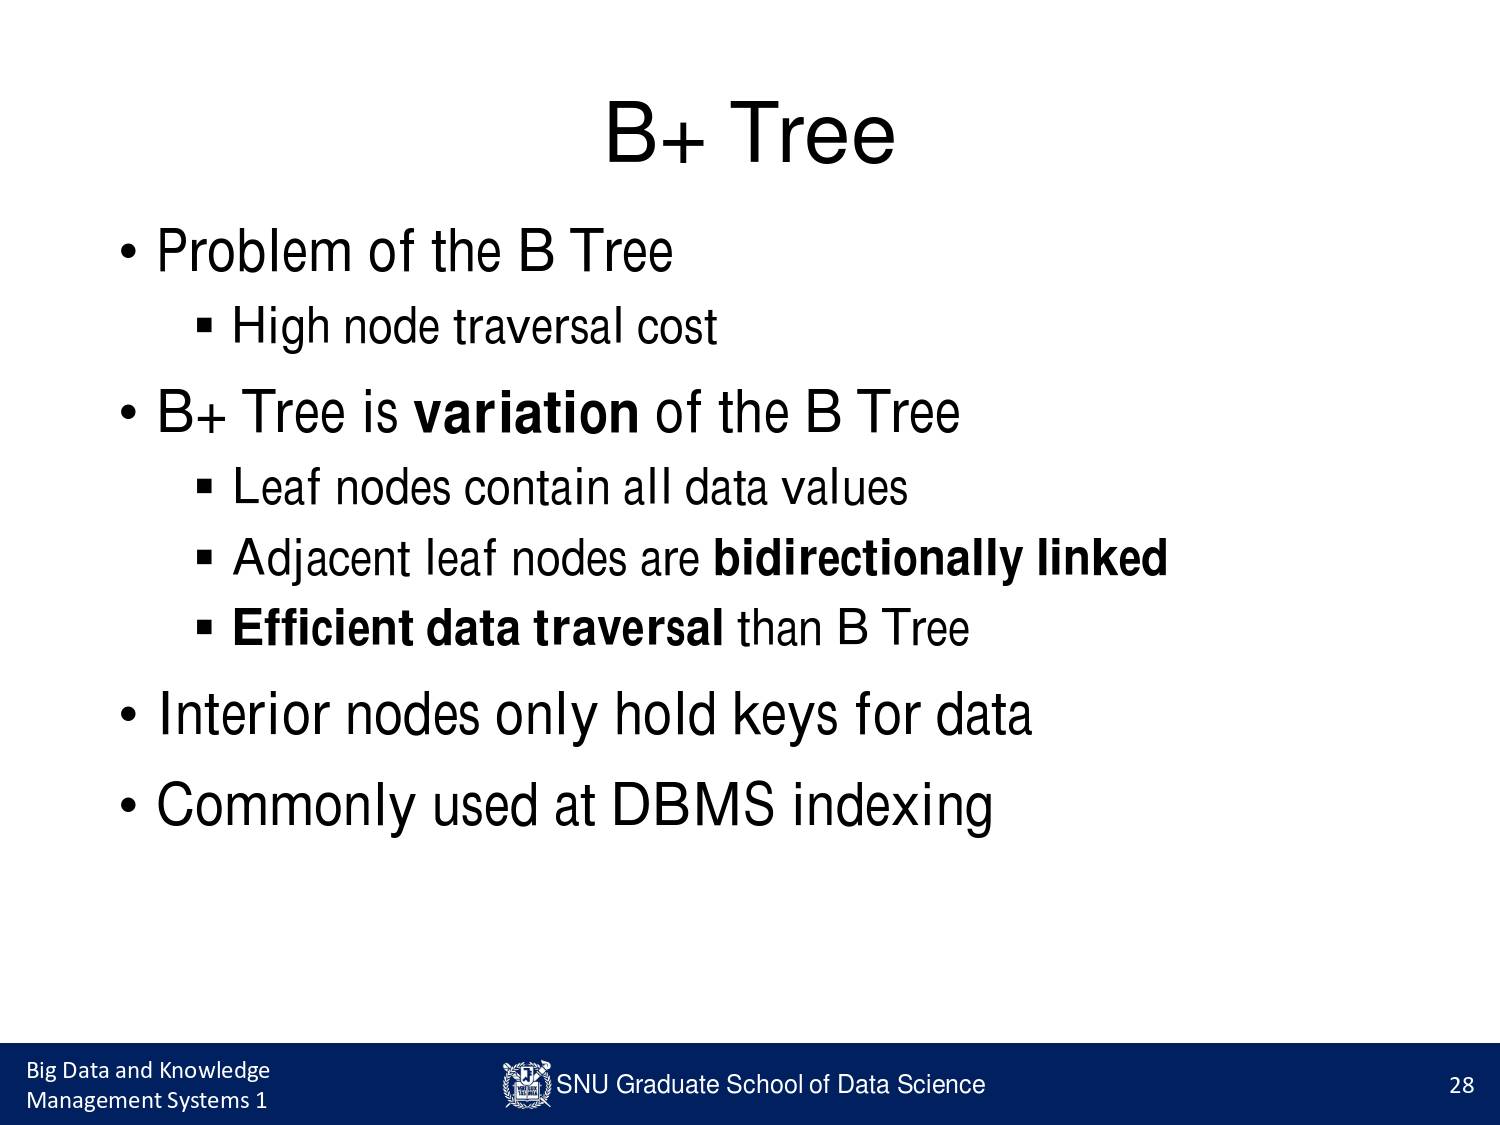 B+ Tree
• Problem of the B Tree
▪ High node traversal cost
• B+ Tree is variation of the B Tree
▪ Leaf nodes contain all data values
▪ Adjacent leaf nodes are bidirectionally linked
▪ Efficient data traversal than B Tree
• Interior nodes only hold keys for data
• Commonly used at DBMS indexing
Big Data and Knowledge
Management Systems 1
SNU Graduate School of Data Science
28